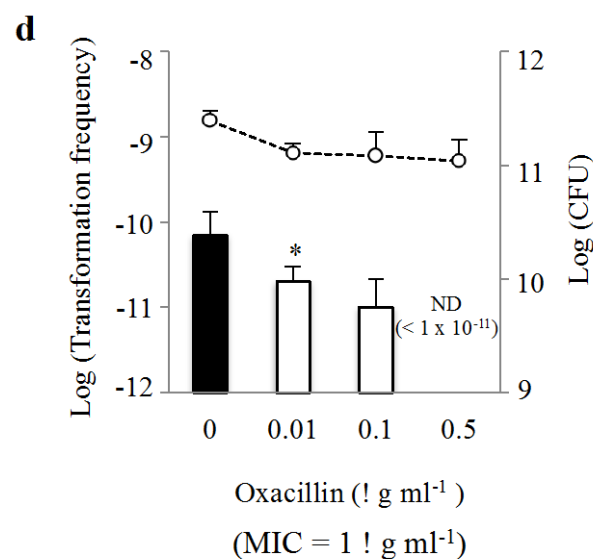 d
Log (Transformation frequency)
-8
-9
-10
-11
-12
12
11
10
9
Log (CFU)
*
ND
(< 1 x 10⁻¹¹)
0 0.01 0.1 0.5
Oxacillin (! g ml⁻¹ )
(MIC = 1 ! g ml⁻¹)